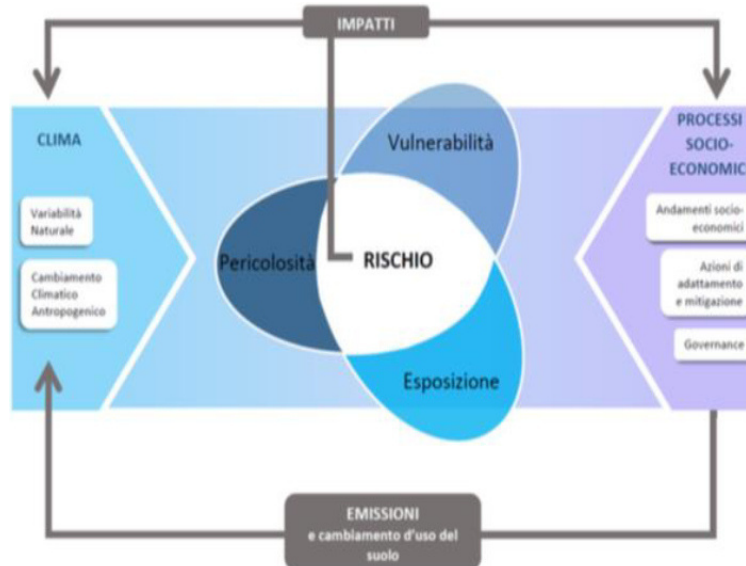 IMPATTI
CLIMA
Variabilità
Naturale
Cambiamento
Climatico
Antropogenico
Vulnerabilità
Pericolosità
RISCHIO
Esposizione
PROCESSI
SOCIO-
ECONOMIC
Andamenti socio-
economici
Azioni di
adattamento
e mitigazione
Governance
EMISSIONI
e cambiamento d'uso del
suolo